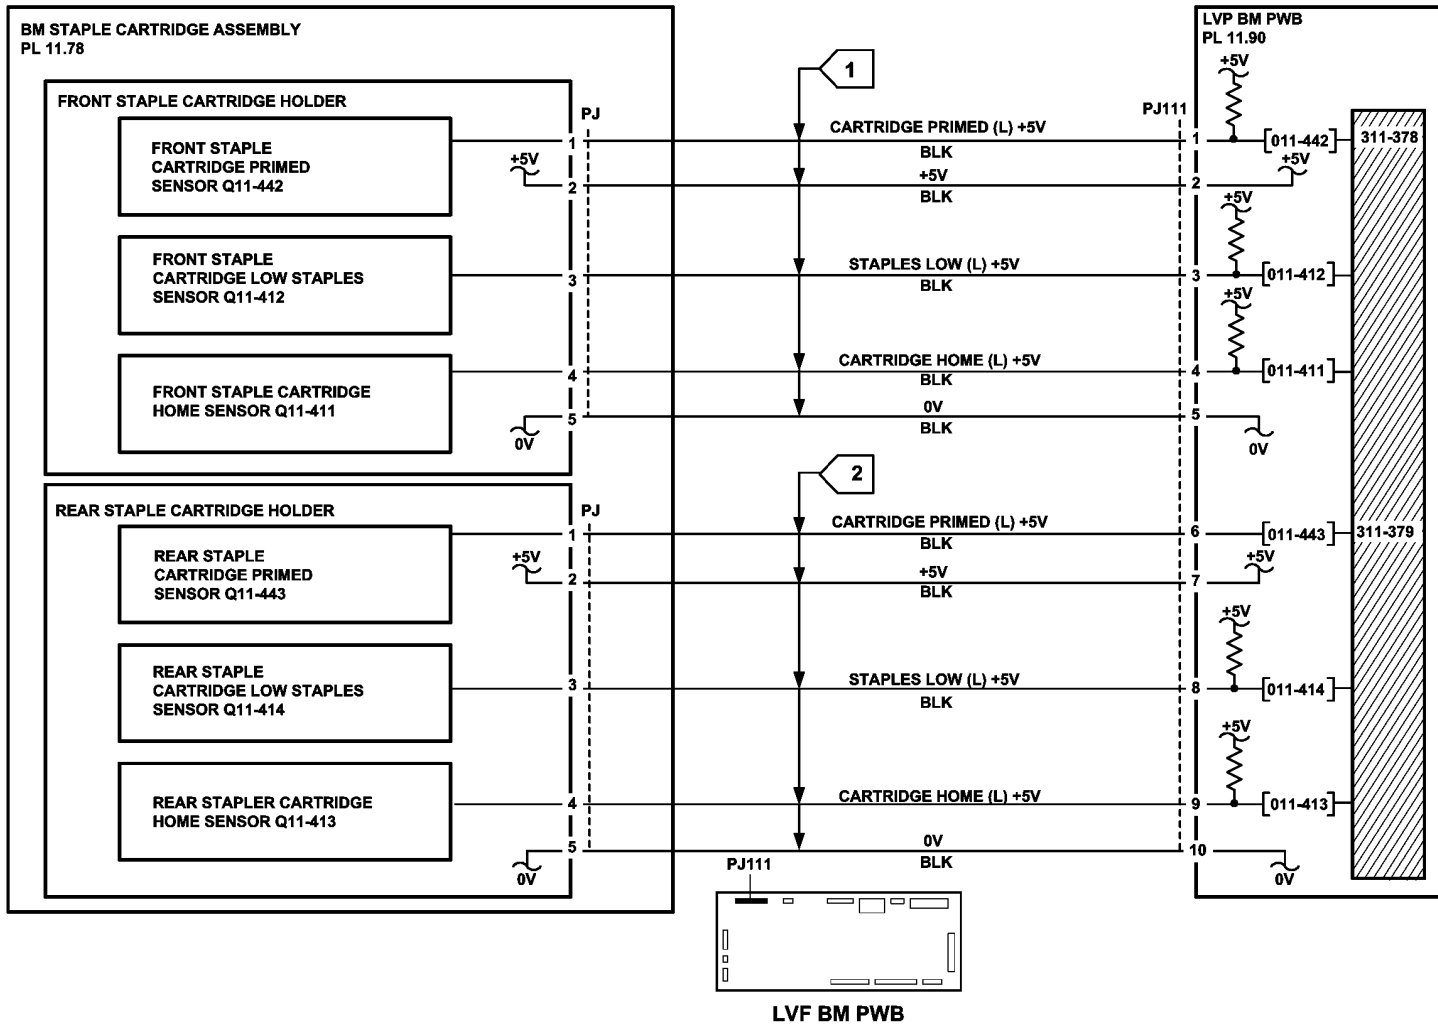 BM STAPLE CARTRIDGE ASSEMBLY
PL 11.78
FRONT STAPLE CARTRIDGE HOLDER
FRONT STAPLE
CARTRIDGE PRIMED
SENSOR Q11-442
FRONT STAPLE
CARTRIDGE LOW STAPLES
SENSOR Q11-412
FRONT STAPLE CARTRIDGE
HOME SENSOR Q11-411
+5V
0V
PJ
1
2
3
4
5
REAR STAPLE CARTRIDGE HOLDER
REAR STAPLE
CARTRIDGE PRIMED
SENSOR Q11-443
REAR STAPLE
CARTRIDGE LOW STAPLES
SENSOR Q11-414
REAR STAPLER CARTRIDGE
HOME SENSOR Q11-413
+5V
0V
PJ
1
2
3
4
5
1
CARTRIDGE PRIMED (L) +5V
BLK
+5V
BLK
STAPLES LOW (L) +5V
BLK
CARTRIDGE HOME (L) +5V
BLK
0V
BLK
2
CARTRIDGE PRIMED (L) +5V
BLK
+5V
BLK
STAPLES LOW (L) +5V
BLK
CARTRIDGE HOME (L) +5V
BLK
0V
BLK
LVP BM PWB
PL 11.90
PJ111
+5V
1
011-442
311-378
2
+5V
+5V
3
011-412
+5V
4
011-411
5
0V
6
011-443
311-379
7
+5V
+5V
8
011-414
+5V
9
011-413
10
0V
PJ111
LVF BM PWB